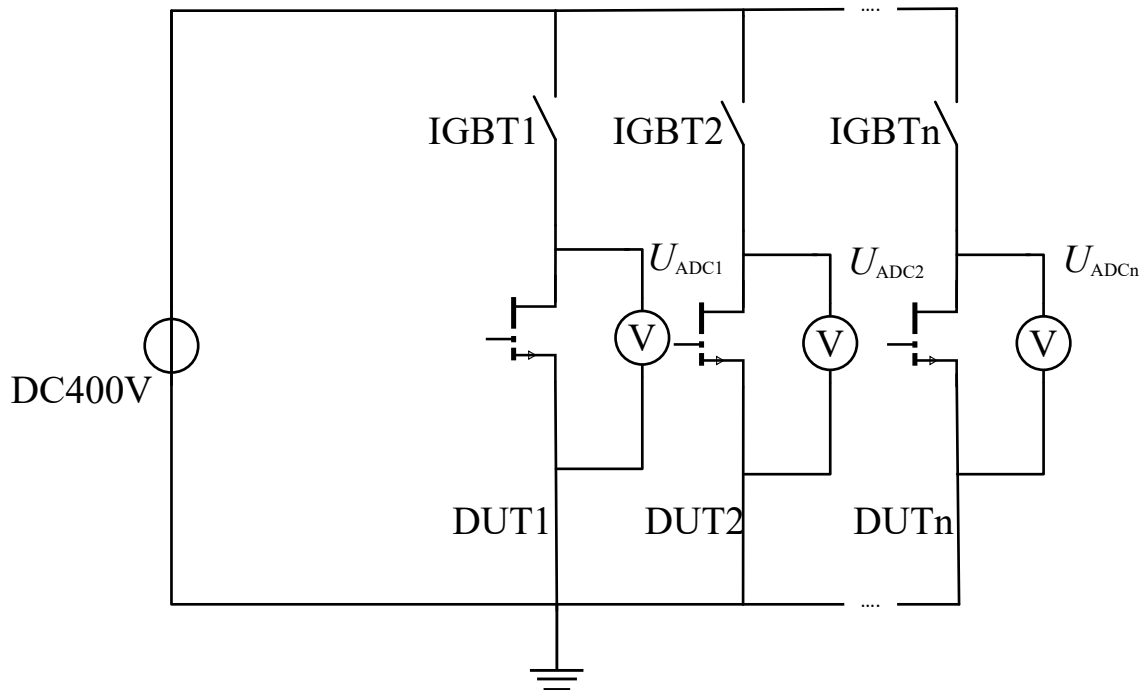 ....
IGBT1
IGBT2
IGBTn
U_ADC1
U_ADC2
U_ADCn
V
V
V
DC400V
DUT1
DUT2
DUTn
....